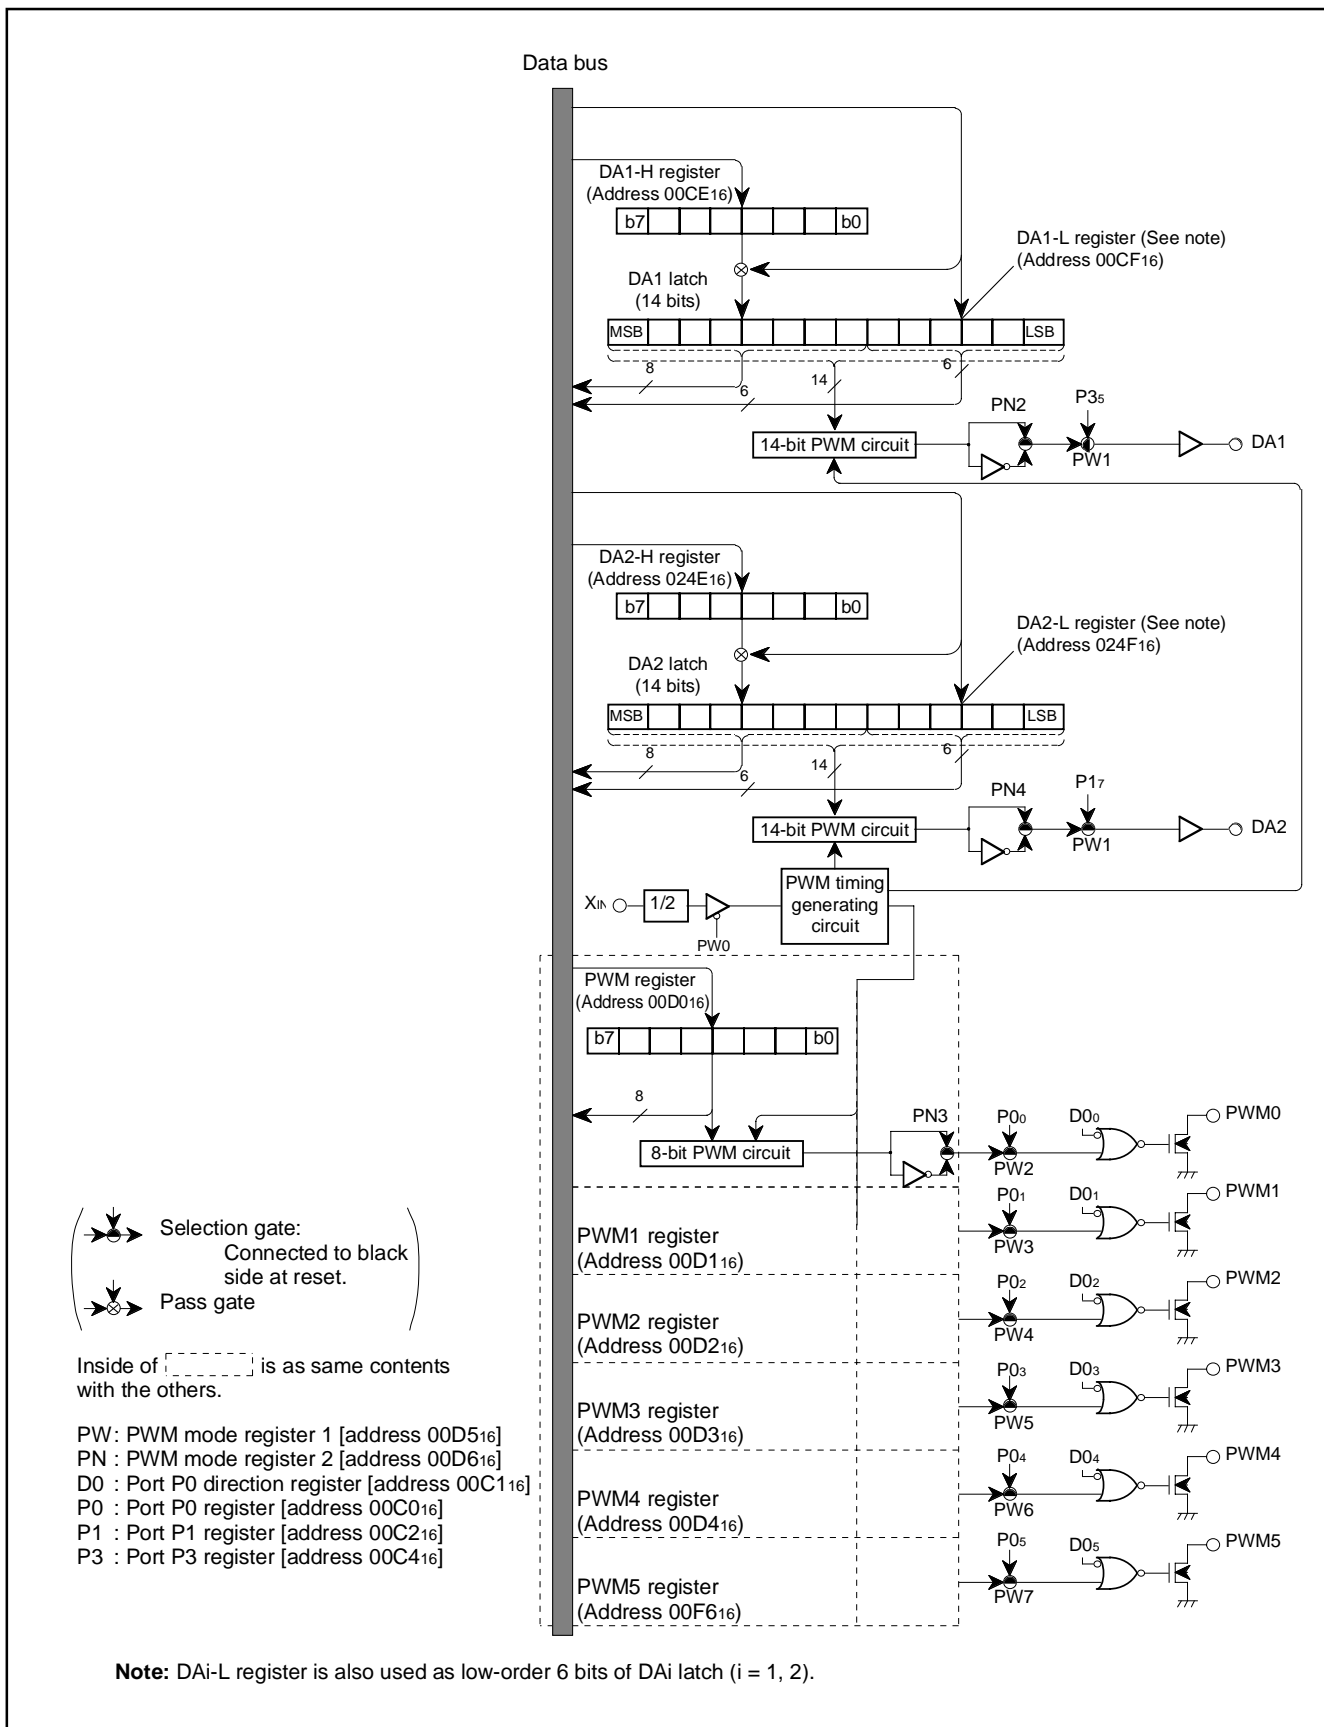 Data bus
DA1-H register
(Address 00CE16)
b7 b0
DA1-L register (See note)
(Address 00CF16)
DA1 latch
(14 bits)
MSB LSB
8 14 6
6
PN2 P35
14-bit PWM circuit
PW1
DA1
DA2-H register
(Address 024E16)
b7 b0
DA2-L register (See note)
(Address 024F16)
DA2 latch
(14 bits)
MSB LSB
8 14 6
6
PN4 P17
14-bit PWM circuit
PW1
DA2
XIN 1/2
PW0
PWM timing
generating
circuit
PWM register
(Address 00D016)
b7 b0
8
8-bit PWM circuit
PN3
P00
PW2
D00
PWM0
PWM1 register
(Address 00D116)
P01
PW3
D01
PWM1
PWM2 register
(Address 00D216)
P02
PW4
D02
PWM2
PWM3 register
(Address 00D316)
P03
PW5
D03
PWM3
PWM4 register
(Address 00D416)
P04
PW6
D04
PWM4
PWM5 register
(Address 00F616)
P05
PW7
D05
PWM5
Selection gate:
Connected to black
side at reset.
Pass gate
Inside of is as same contents
with the others.
PW : PWM mode register 1 [address 00D516]
PN : PWM mode register 2 [address 00D616]
D0 : Port P0 direction register [address 00C116]
P0 : Port P0 register [address 00C016]
P1 : Port P1 register [address 00C216]
P3 : Port P3 register [address 00C416]
Note: DAi-L register is also used as low-order 6 bits of DAi latch (i = 1, 2).